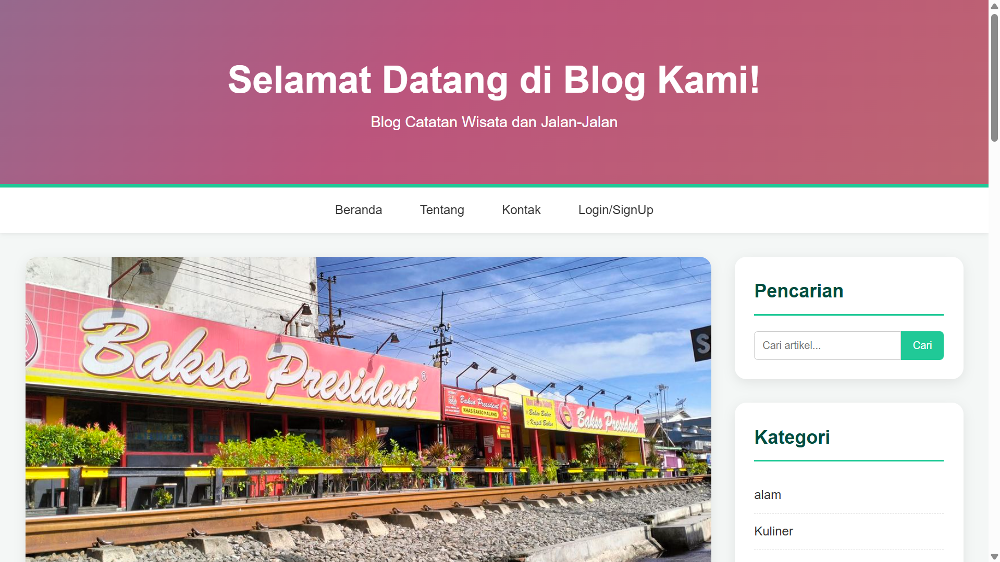 Selamat Datang di Blog Kami!
Blog Catatan Wisata dan Jalan-Jalan
Beranda
Tentang
Kontak
Login/SignUp
Bakso President ®
Bakso President
KHAS BAKSO MALANG
Bakso Bakar
Kripik Bakso
Bakso President
S
Pencarian
Cari artikel...
Cari
Kategori
alam
Kuliner